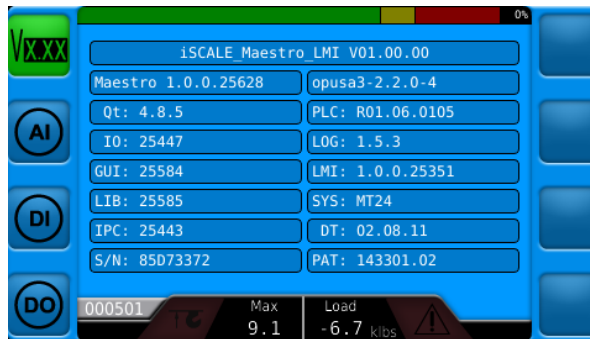 0%
VX.XX
iSCALE_Maestro_LMI V01.00.00
Maestro 1.0.0.25628
opusa3-2.2.0-4
Qt: 4.8.5
PLC: R01.06.0105
AI
IO: 25447
LOG: 1.5.3
GUI: 25584
LMI: 1.0.0.25351
LIB: 25585
SYS: MT24
DI
IPC: 25443
DT: 02.08.11
S/N: 85D73372
PAT: 143301.02
DO
000501
Max
Load
9.1
-6.7 klbs